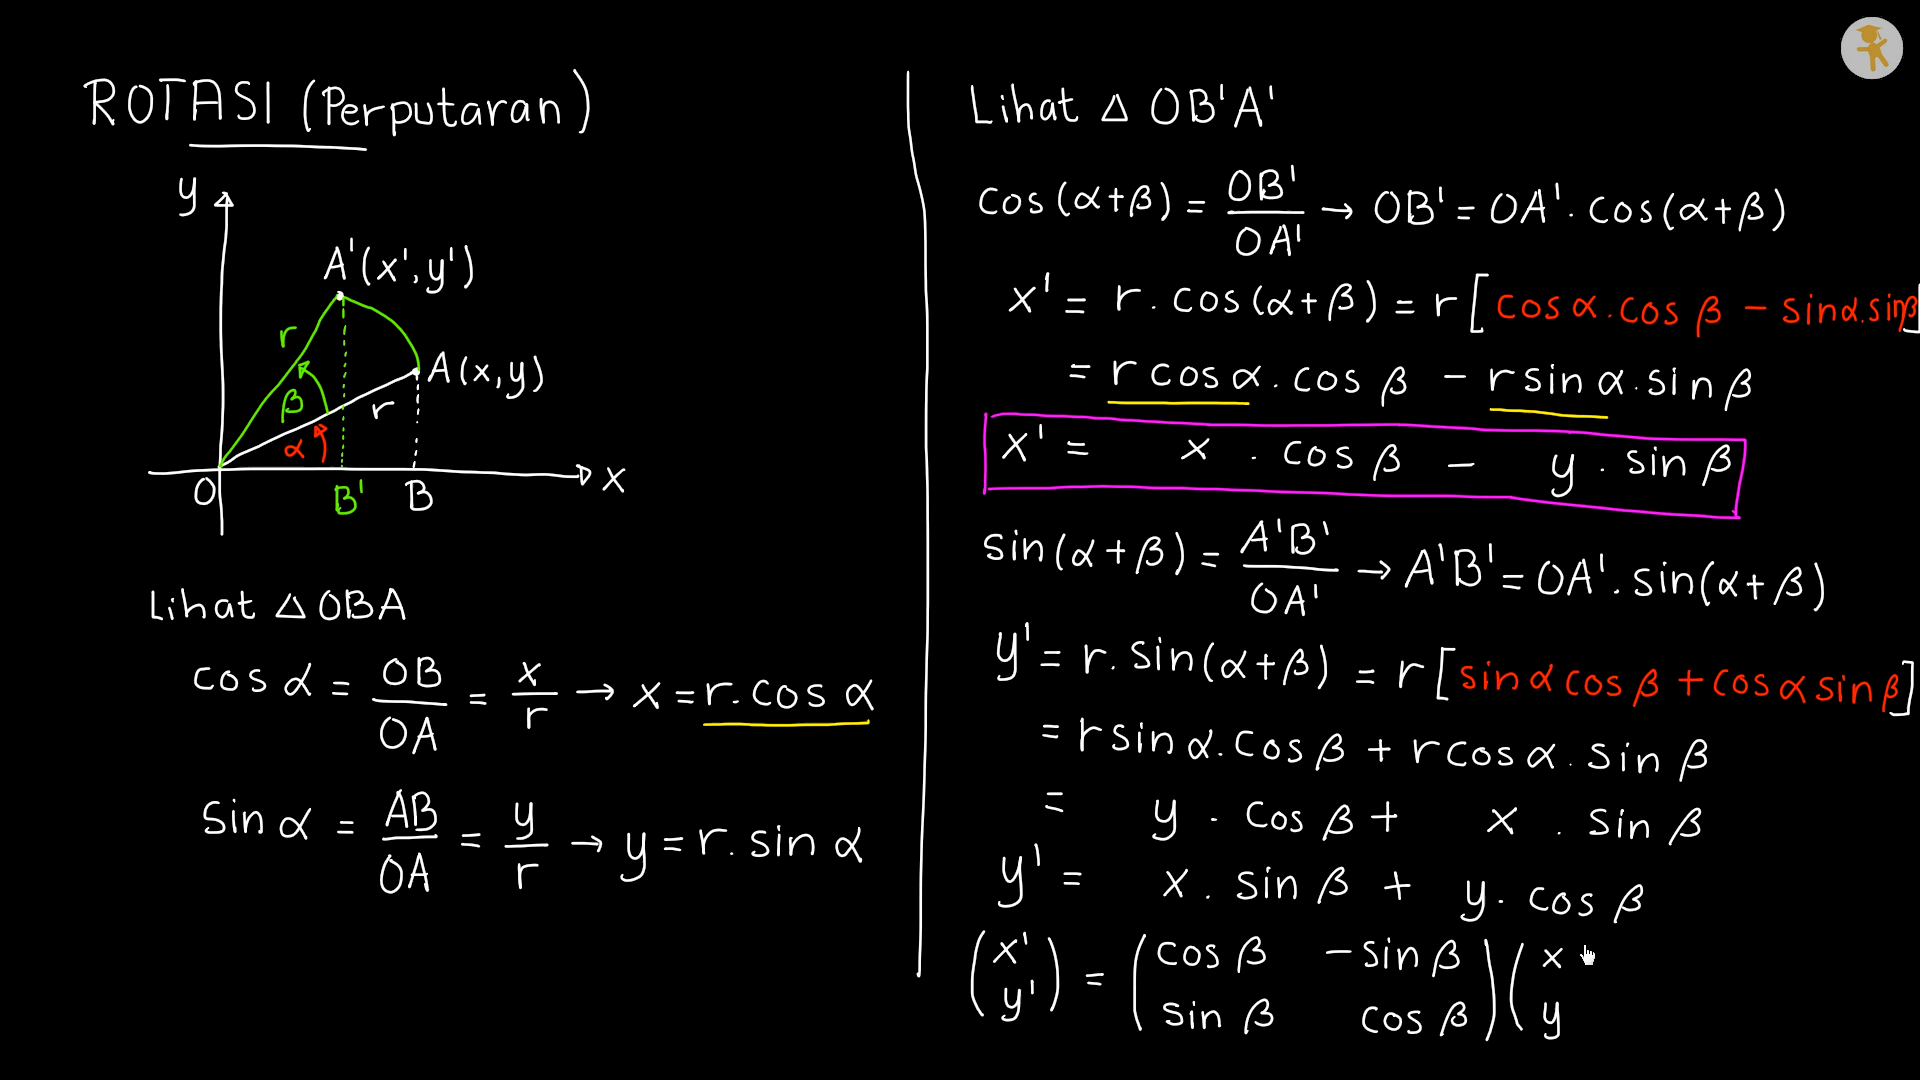 ROTASI (Perputaran)
y
A'(x', y')
r
A(x,y)
β
r
α
O
B'
B
x
Lihat △ OBA
cos α = OB/OA = x/r → x = r. cos α
sin α = AB/OA = y/r → y = r. sin α
Lihat △ OB'A'
cos (α+β) = OB'/OA' → OB' = OA'. cos(α+β)
x' = r. cos(α+β) = r [cos α. cos β - sinα. sinβ]
= r cos α. cos β - r sin α. sin β
x' = x . cos β - y . sin β
sin (α+β) = A'B'/OA' → A'B' = OA'. sin(α+β)
y' = r. sin(α+β) = r [sin α cos β + cos α sin β]
= r sin α. cos β + r cos α. sin β
= y . cos β + x . sin β
y' = x . sin β + y. cos β
(x' = (cos β -sin β) (x
y') sin β cos β y